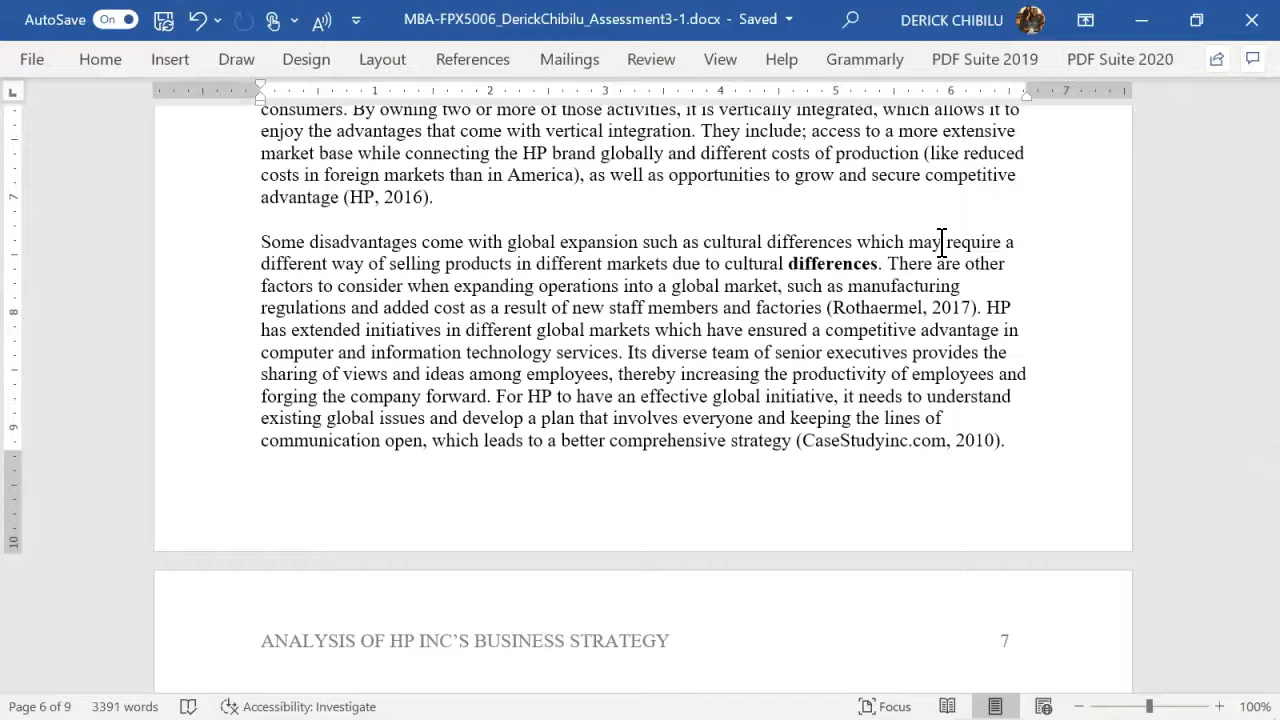 AutoSave On MBA-FPX5006_DerickChibilu_Assessment3-1.docx - Saved DERICK CHIBILU
File Home Insert Draw Design Layout References Mailings Review View Help Grammarly PDF Suite 2019 PDF Suite 2020
1 2 3 4 5 6 7
consumers. By owning two or more of those activities, it is vertically integrated, which allows it to
enjoy the advantages that come with vertical integration. They include; access to a more extensive
market base while connecting the HP brand globally and different costs of production (like reduced
costs in foreign markets than in America), as well as opportunities to grow and secure competitive
advantage (HP, 2016).
Some disadvantages come with global expansion such as cultural differences which may require a
different way of selling products in different markets due to cultural differences. There are other
factors to consider when expanding operations into a global market, such as manufacturing
regulations and added cost as a result of new staff members and factories (Rothaermel, 2017). HP
has extended initiatives in different global markets which have ensured a competitive advantage in
computer and information technology services. Its diverse team of senior executives provides the
sharing of views and ideas among employees, thereby increasing the productivity of employees and
forging the company forward. For HP to have an effective global initiative, it needs to understand
existing global issues and develop a plan that involves everyone and keeping the lines of
communication open, which leads to a better comprehensive strategy (CaseStudyinc.com, 2010).
7
8
9
10
ANALYSIS OF HP INC’S BUSINESS STRATEGY 7
Page 6 of 9 3391 words Accessibility: Investigate Focus 100%